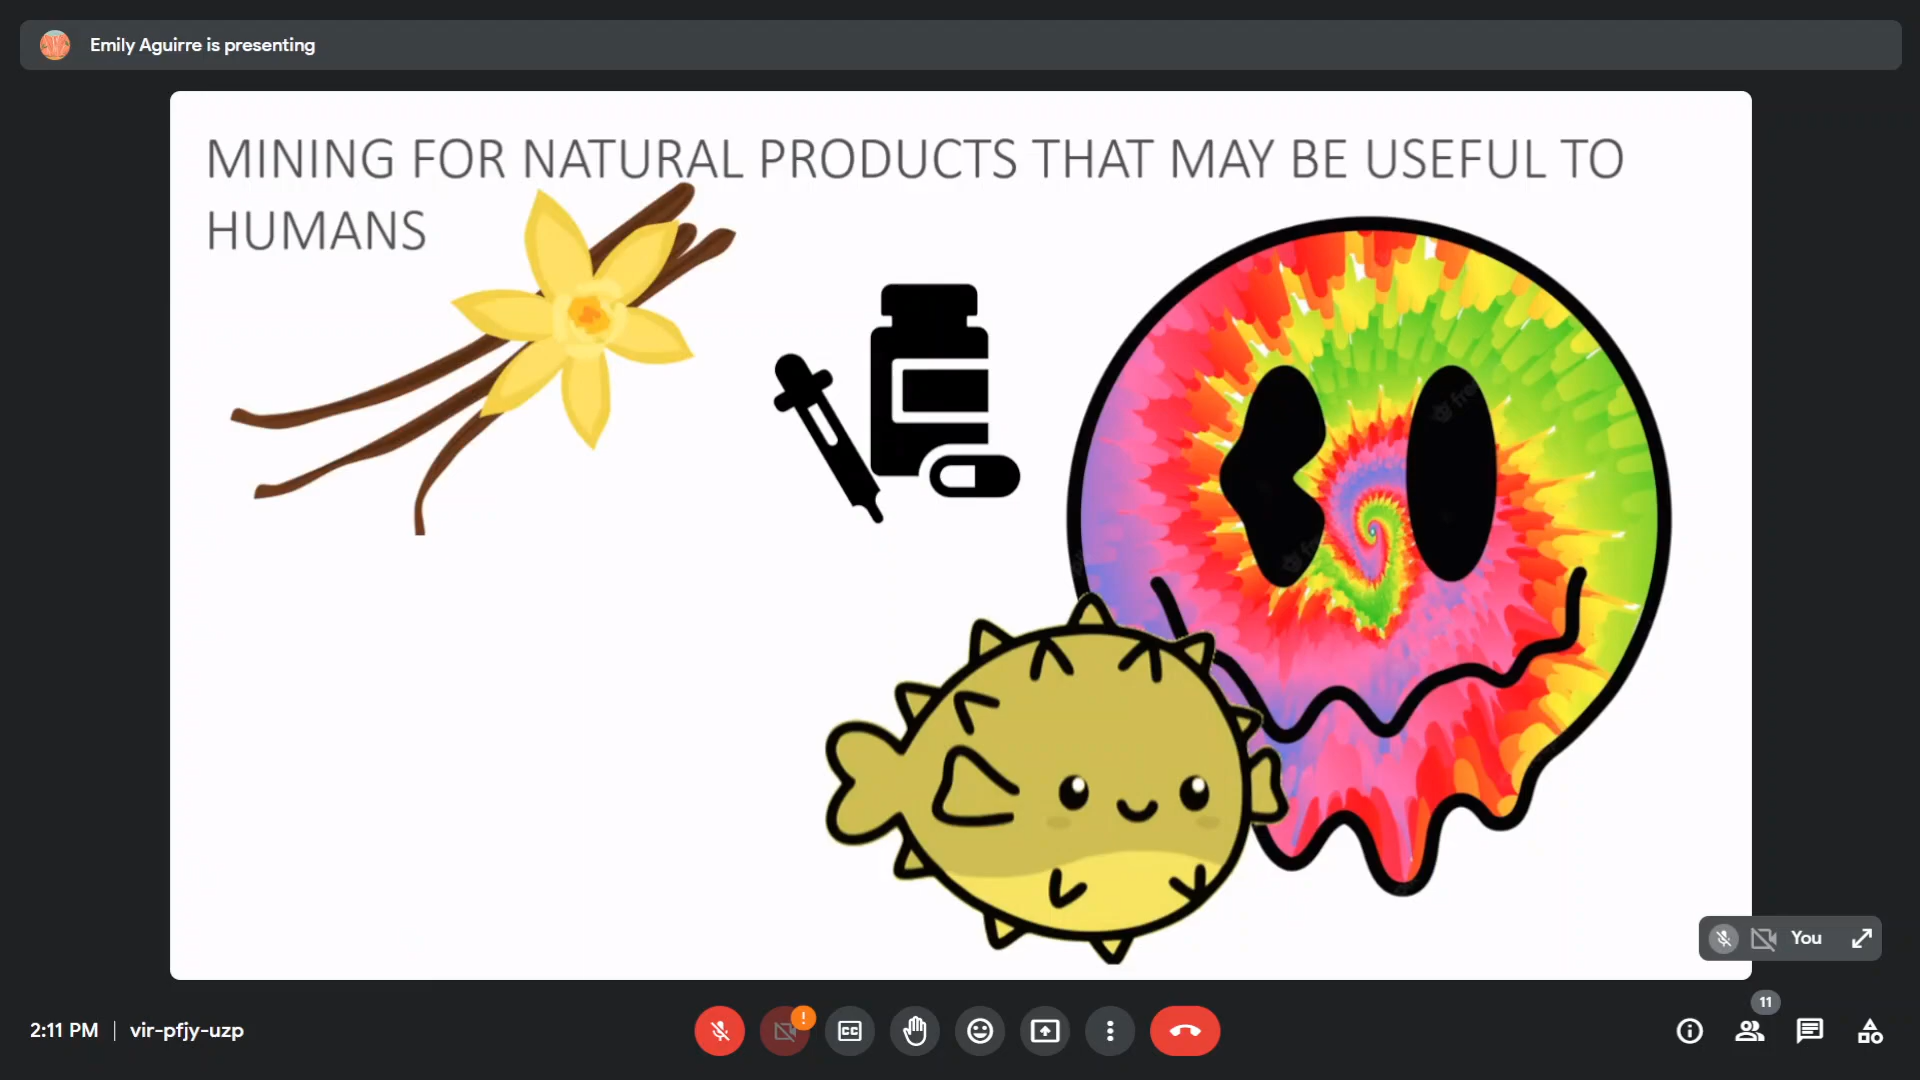 Emily Aguirre is presenting
MINING FOR NATURAL PRODUCTS THAT MAY BE USEFUL TO
HUMANS
You
2:11 PM | vir-pfjy-uzp
!
CC
11